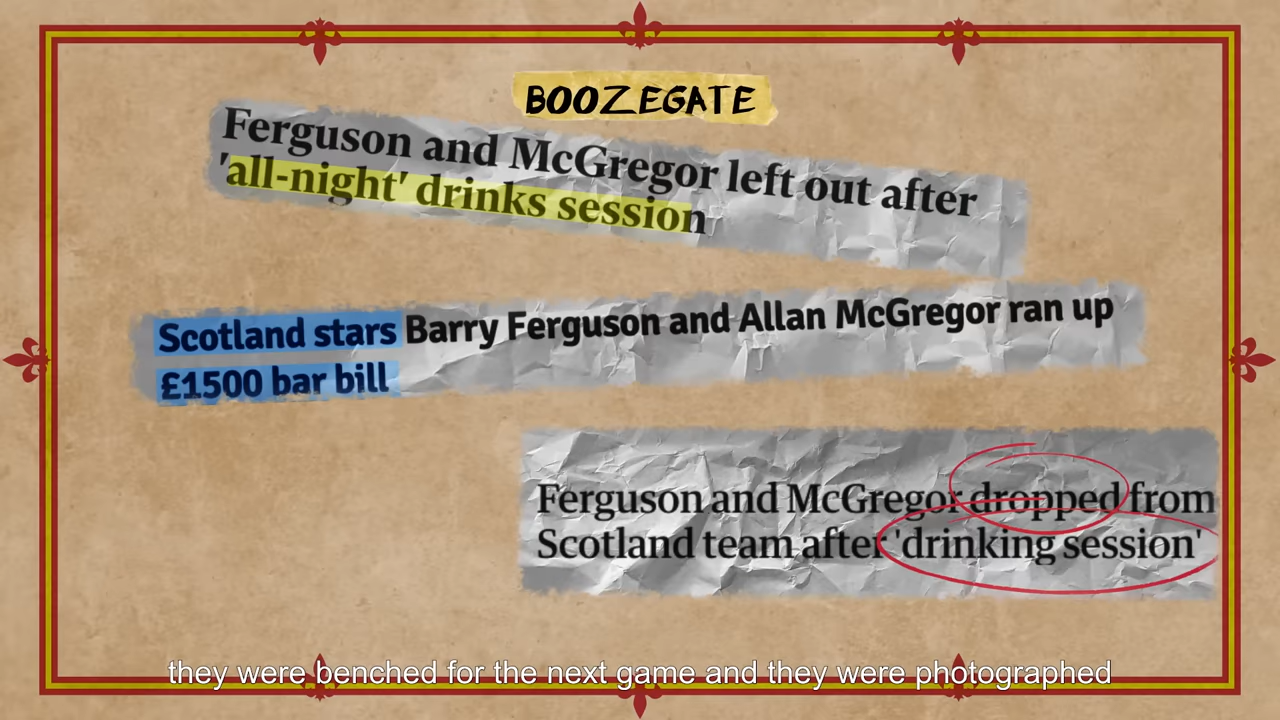 BOOZEGATE
Ferguson and McGregor left out after
'all-night' drinks session
Scotland stars Barry Ferguson and Allan McGregor ran up
£1500 bar bill
Ferguson and McGregor dropped from
Scotland team after 'drinking session'
they were benched for the next game and they were photographed